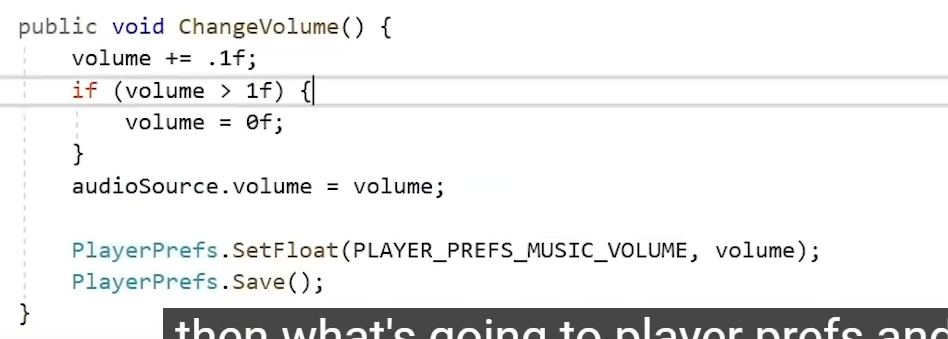 public void ChangeVolume() {
    volume += .1f;
    if (volume > 1f) {
        volume = 0f;
    }
    audioSource.volume = volume;
    PlayerPrefs.SetFloat(PLAYER_PREFS_MUSIC_VOLUME, volume);
    PlayerPrefs.Save();
}
then what's going to player prefs and